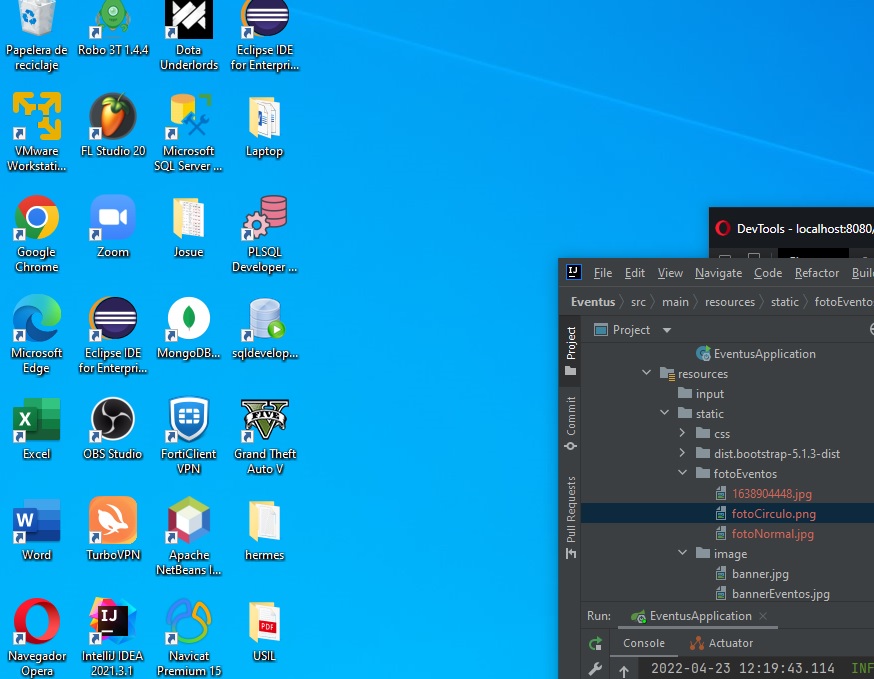 Papelera de
reciclaje
Robo 3T 1.4.4
Dota
Underlords
Eclipse IDE
for Enterpri...
VMware
Workstati...
FL Studio 20
Microsoft
SQL Server ...
Laptop
Google
Chrome
Zoom
Josue
PLSQL
Developer ...
Microsoft
Edge
Eclipse IDE
for Enterpri...
MongoDB...
sqldevelop...
Excel
OBS Studio
FortiClient
VPN
Grand Theft
Auto V
Word
TurboVPN
Apache
NetBeans I...
hermes
Navegador
Opera
IntelliJ IDEA
2021.3.1
Navicat
Premium 15
USIL
PDF
DevTools - localhost:8080/
File Edit View Navigate Code Refactor Buil
Eventus src main resources static fotoEvento
Project
Project
Commit
Pull Requests
EventusApplication
resources
input
static
css
dist.bootstrap-5.1.3-dist
fotoEventos
1638904448.jpg
fotoCirculo.png
fotoNormal.jpg
image
banner.jpg
bannerEventos.jpg
Run: EventusApplication
Console Actuator
2022-04-23 12:19:43.114 INF